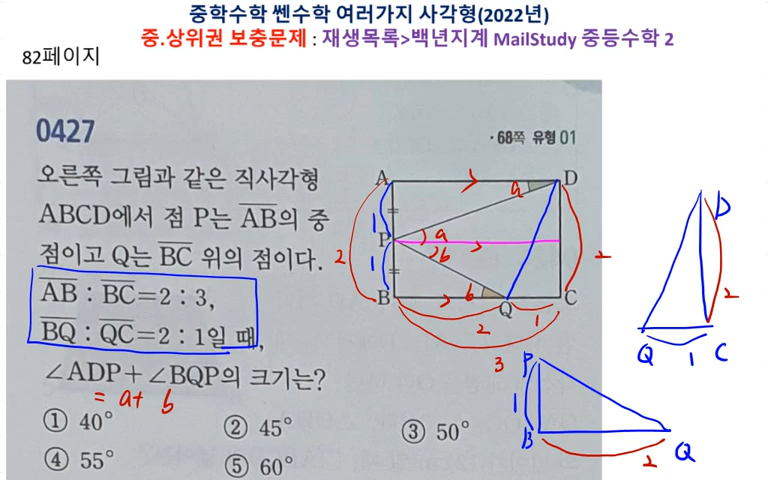 중학수학 쎈수학 여러가지 사각형(2022년)
중.상위권 보충문제 : 재생목록>백년지계 MailStudy 중등수학 2
82페이지
0427
·68쪽 유형 01
오른쪽 그림과 같은 직사각형
ABCD에서 점 P는 AB의 중
점이고 Q는 BC 위의 점이다.
AB : BC=2 : 3,
BQ : QC=2 : 1일 때,
∠ADP+∠BQP의 크기는?
= a+ b
① 40° ② 45° ③ 50°
④ 55° ⑤ 60°
A D
a
1
P a
2 b 2
1
B b Q C
2 1
3
D
2
Q 1 C
P
1
B
2 Q